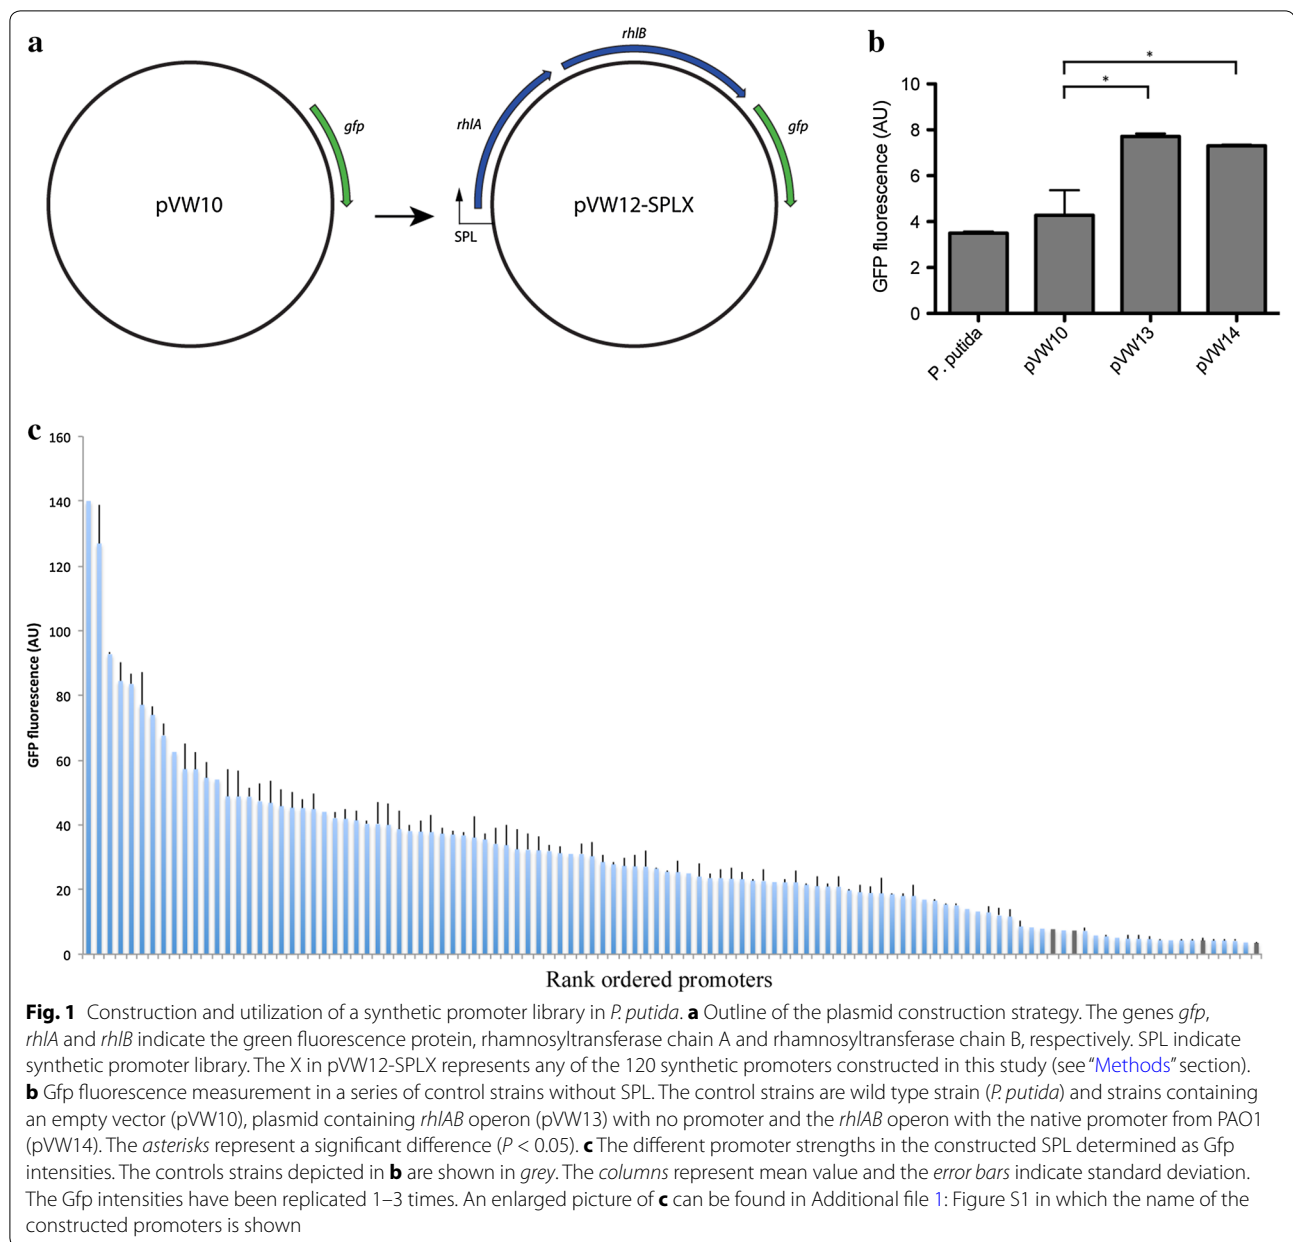 a
rhlB
rhlA
gfp
gfp
pVW10
pVW12-SPLX
SPL
b
*
*
10
8
6
4
2
0
GFP fluorescence (AU)
P. putida
pVW10
pVW13
pVW14
c
160
140
120
100
80
60
40
20
0
GFP fluorescence (AU)
Rank ordered promoters
Fig. 1 Construction and utilization of a synthetic promoter library in P. putida. a Outline of the plasmid construction strategy. The genes gfp,
rhlA and rhlB indicate the green fluorescence protein, rhamnosyltransferase chain A and rhamnosyltransferase chain B, respectively. SPL indicate
synthetic promoter library. The X in pVW12-SPLX represents any of the 120 synthetic promoters constructed in this study (see “Methods” section).
b Gfp fluorescence measurement in a series of control strains without SPL. The control strains are wild type strain (P. putida) and strains containing
an empty vector (pVW10), plasmid containing rhlAB operon (pVW13) with no promoter and the rhlAB operon with the native promoter from PAO1
(pVW14). The asterisks represent a significant difference (P < 0.05). c The different promoter strengths in the constructed SPL determined as Gfp
intensities. The controls strains depicted in b are shown in grey. The columns represent mean value and the error bars indicate standard deviation.
The Gfp intensities have been replicated 1–3 times. An enlarged picture of c can be found in Additional file 1: Figure S1 in which the name of the
constructed promoters is shown